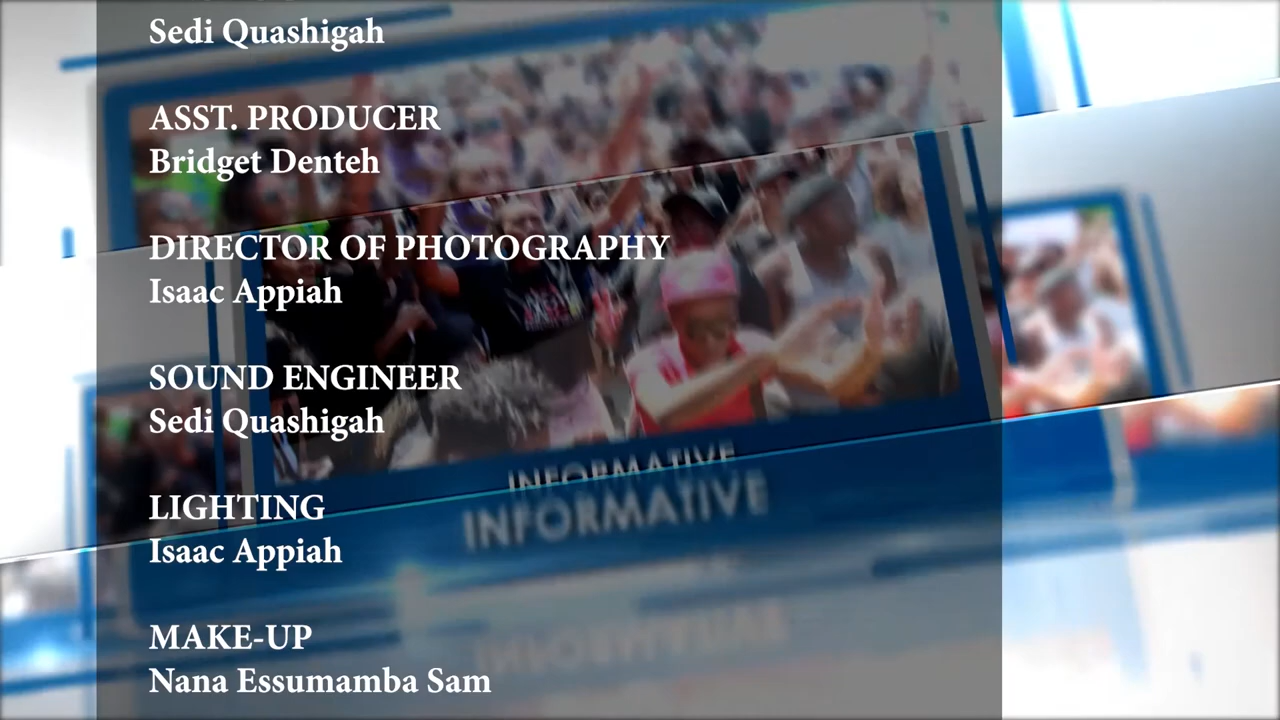 Sedi Quashigah
ASST. PRODUCER
Bridget Denteh
DIRECTOR OF PHOTOGRAPHY
Isaac Appiah
SOUND ENGINEER
Sedi Quashigah
INFORMATIVE
INFORMATIVE
LIGHTING
Isaac Appiah
MAKE-UP
Nana Essumamba Sam